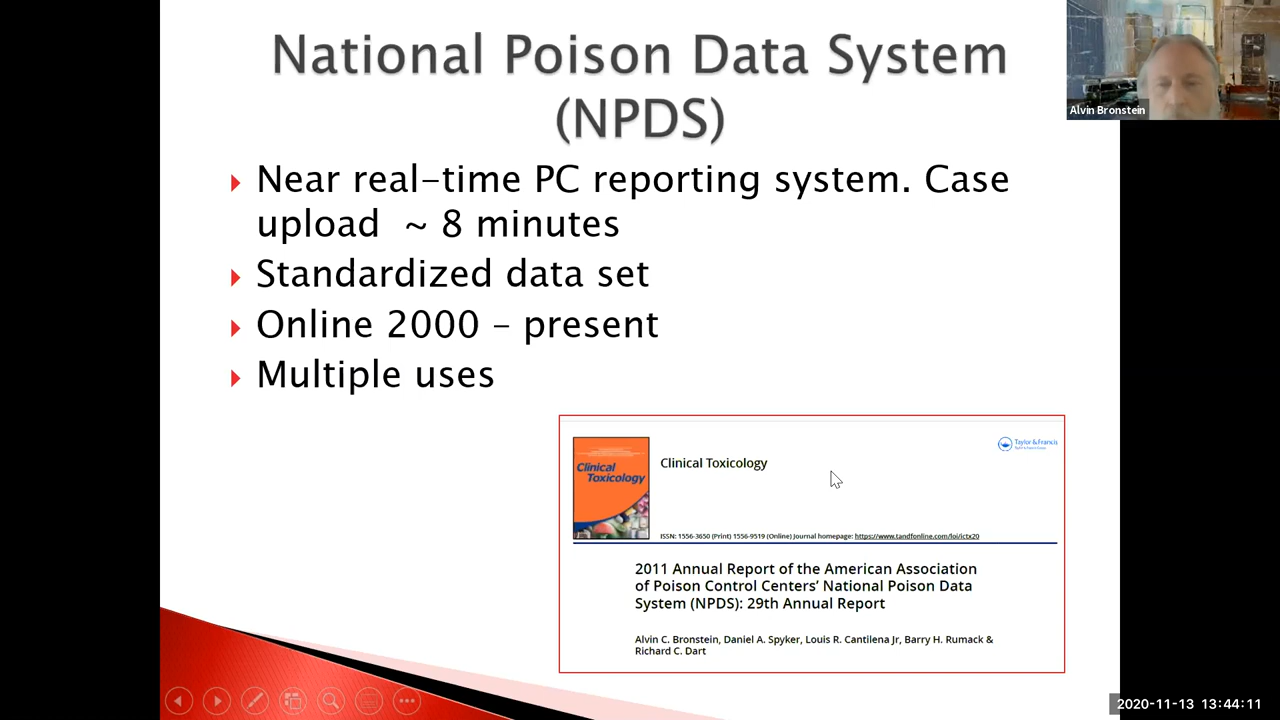 National Poison Data System
(NPDS)
Alvin Bronstein
Near real-time PC reporting system. Case
upload ~ 8 minutes
Standardized data set
Online 2000 – present
Multiple uses
Clinical
Toxicology
Clinical Toxicology
Taylor & Francis
ISSN: 1556-3650 (Print) 1556-9519 (Online) Journal homepage: https://www.tandfonline.com/loi/ictx20
2011 Annual Report of the American Association
of Poison Control Centers’ National Poison Data
System (NPDS): 29th Annual Report
Alvin C. Bronstein, Daniel A. Spyker, Louis R. Cantilena Jr, Barry H. Rumack &
Richard C. Dart
2020-11-13 13:44:11